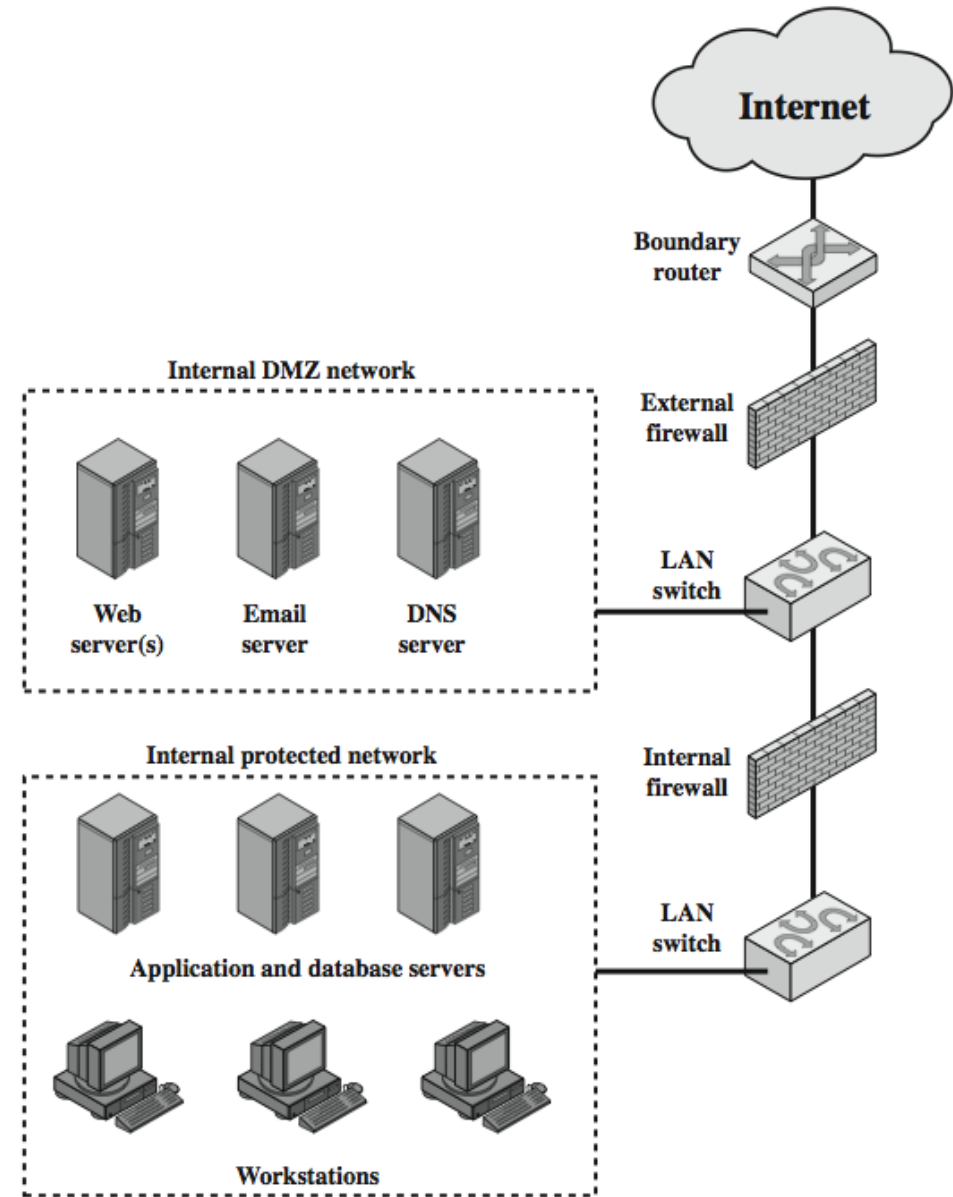 Internet
Boundary
router
Internal DMZ network
External
firewall
LAN
switch
Web
server(s)
Email
server
DNS
server
Internal protected network
Internal
firewall
LAN
switch
Application and database servers
Workstations